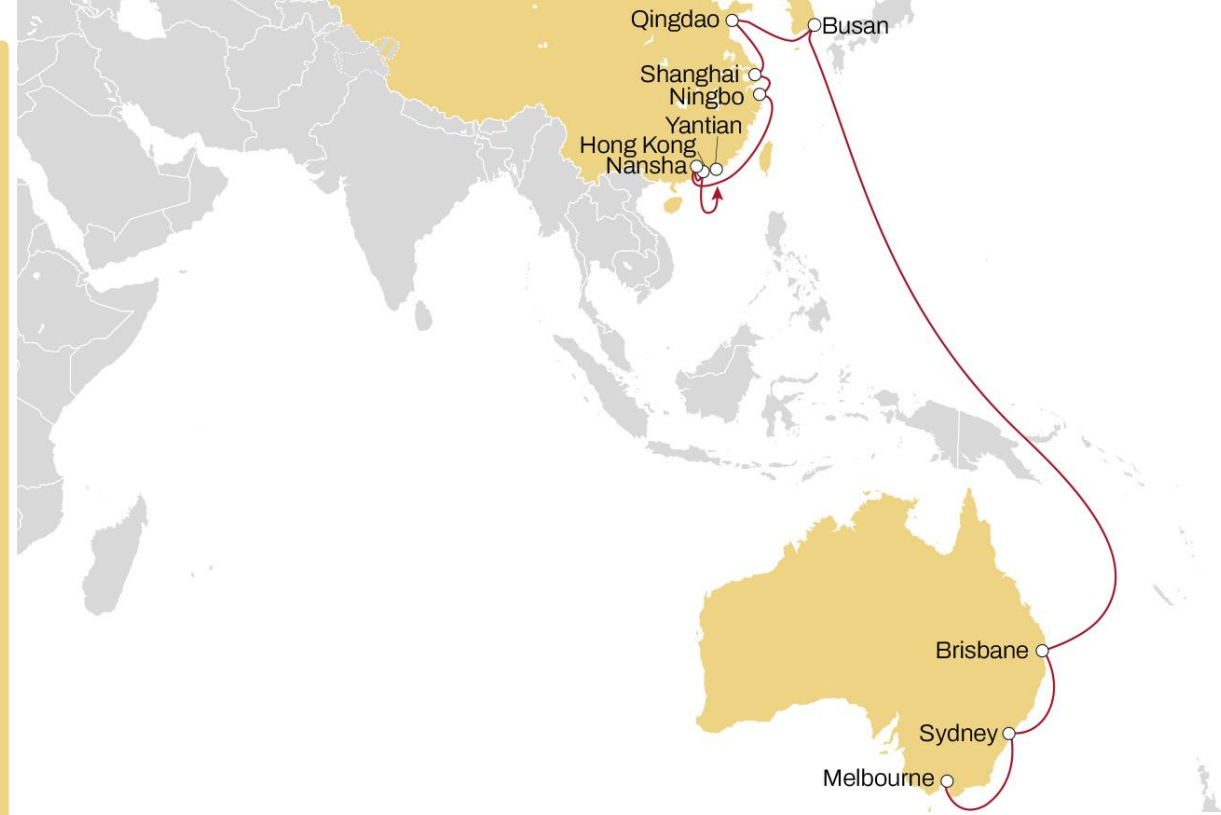 Qingdao
Busan
Shanghai
Ningbo
Yantian
Hong Kong
Nansha
Brisbane
Sydney
Melbourne